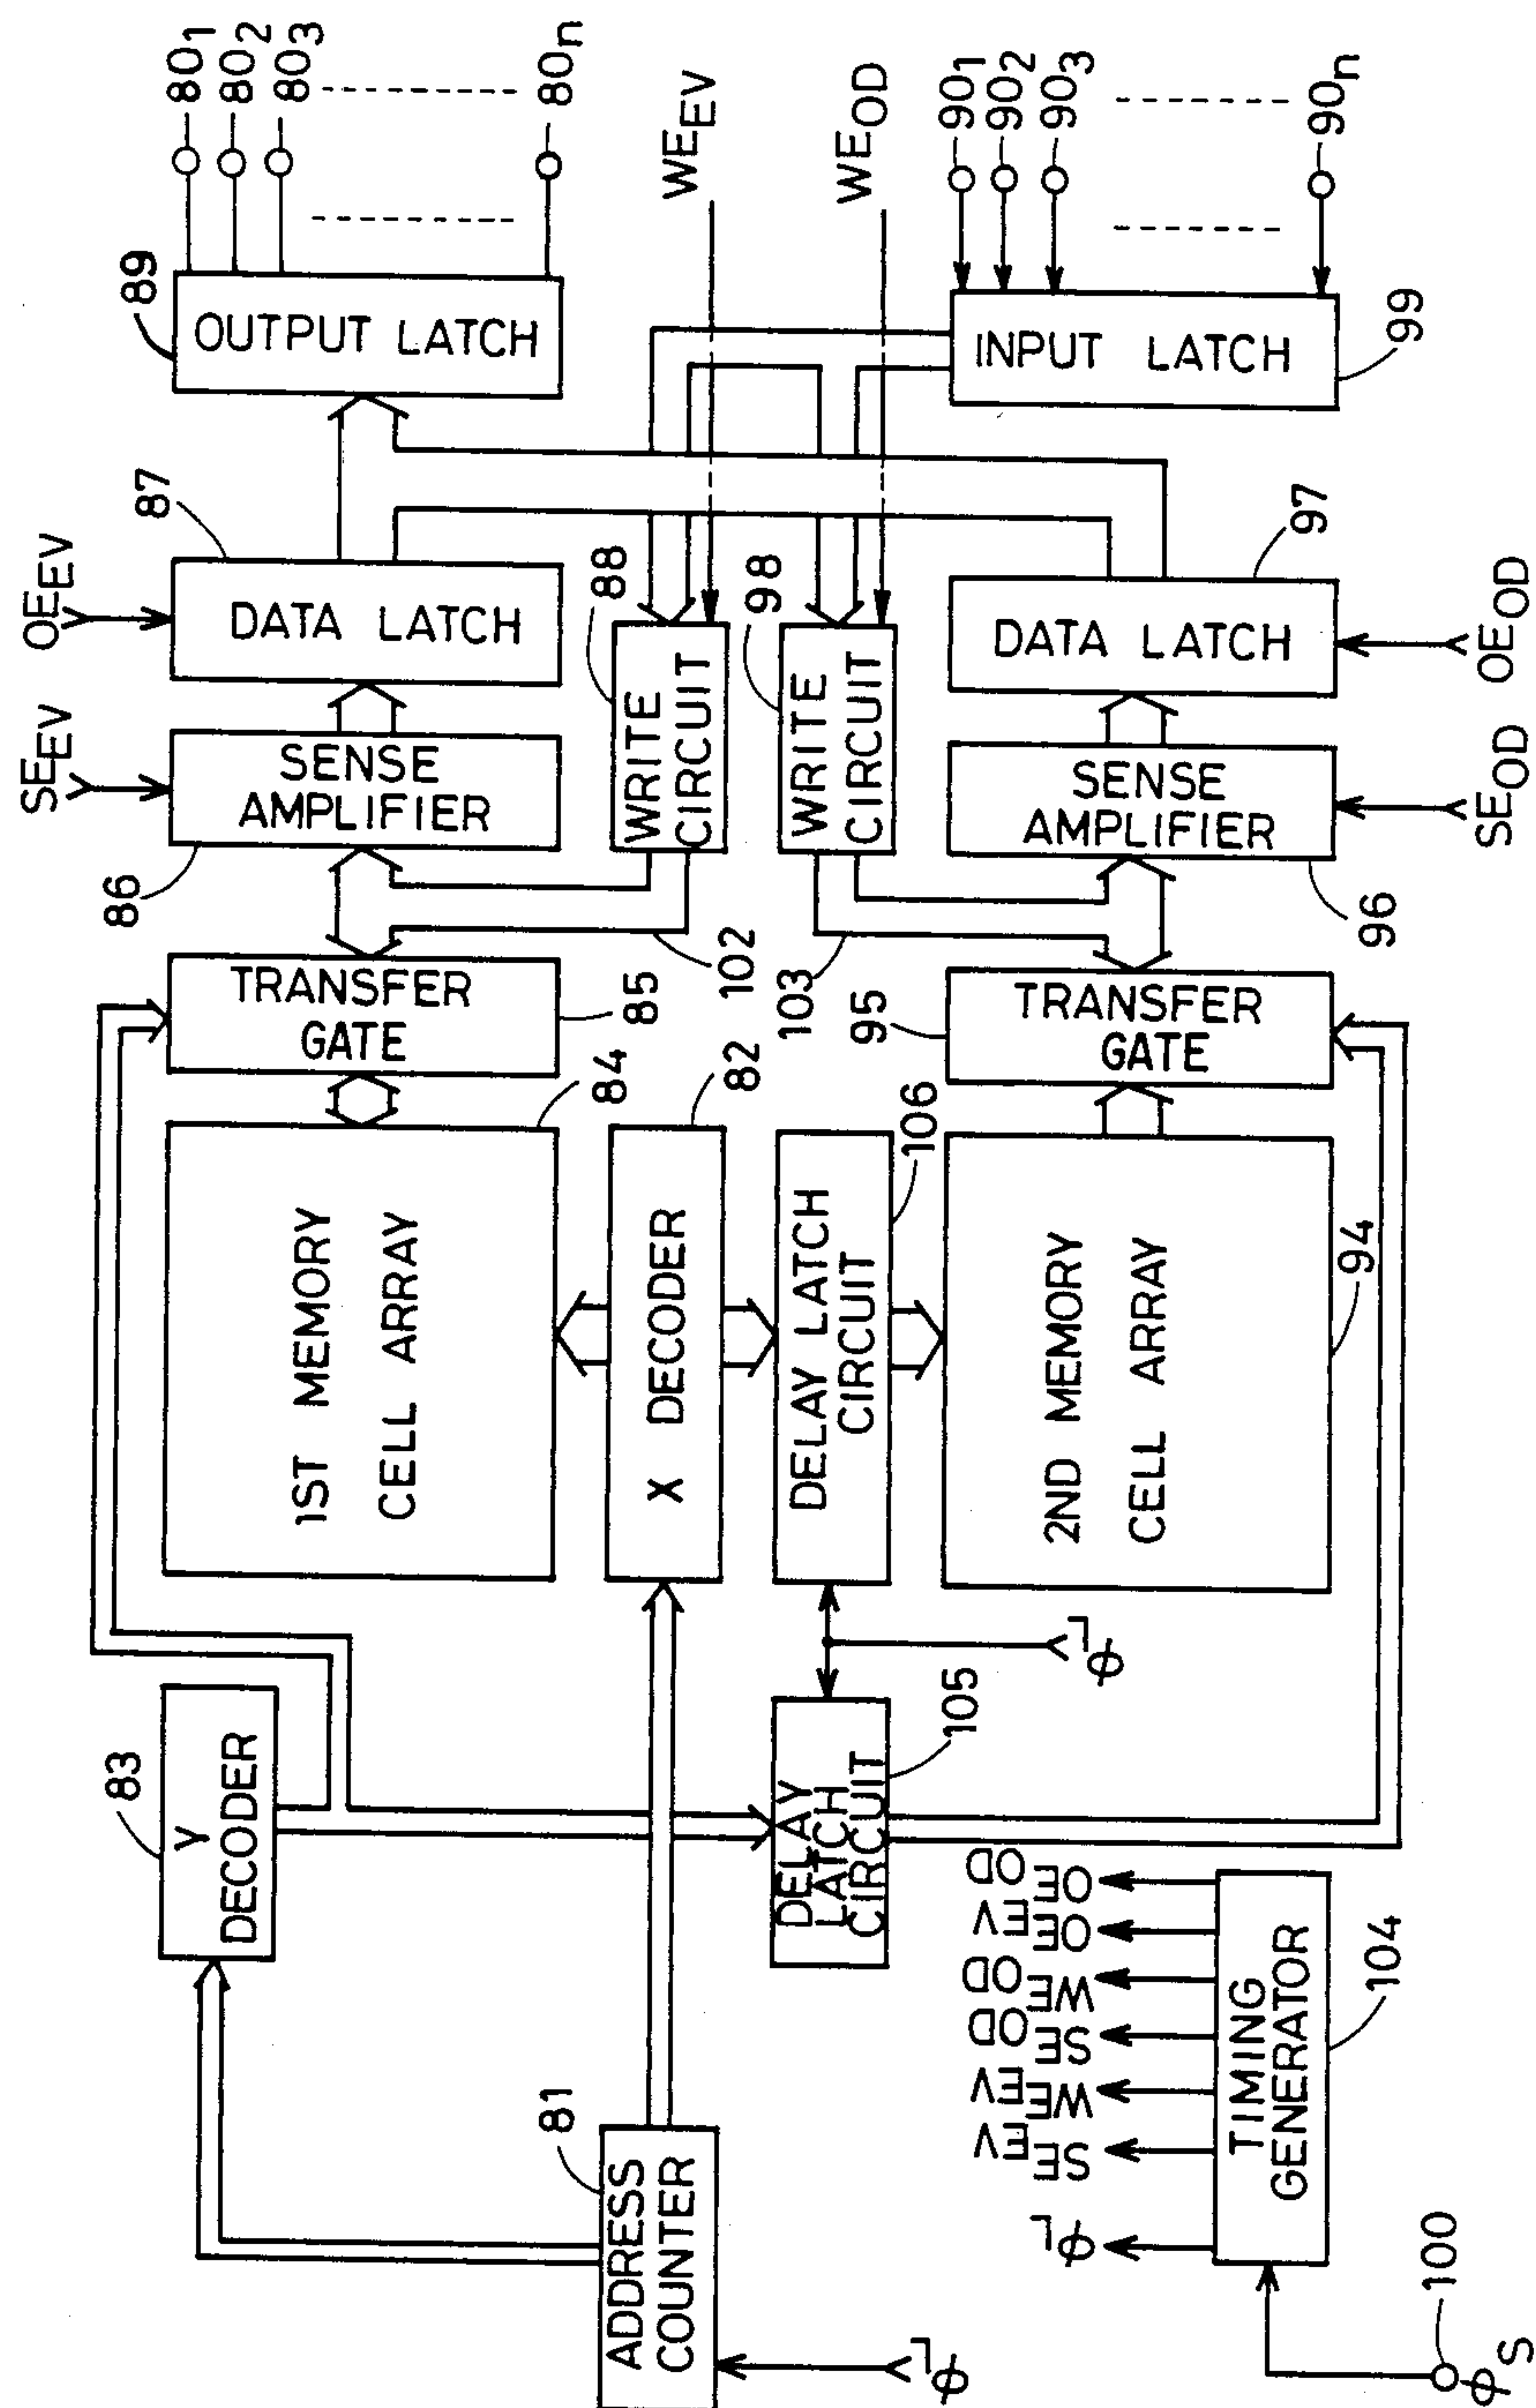 OUTPUT LATCH
89
80₁
80₂
80₃
80ₙ
OE_EV
87
DATA LATCH
SE_EV
SENSE
AMPLIFIER
86
TRANSFER
GATE
85
1ST MEMORY
CELL ARRAY
84
Y
DECODER
83
WRITE
CIRCUIT
88
WE_EV
102
X DECODER
82
ADDRESS
COUNTER
81
φ_L
WRITE
CIRCUIT
98
WE_OD
103
DELAY LATCH
CIRCUIT
106
DELAY
LATCH
CIRCUIT
105
φ_L
INPUT LATCH
99
90₁
90₂
90₃
90ₙ
DATA LATCH
97
OE_OD
SENSE
AMPLIFIER
96
SE_OD
TRANSFER
GATE
95
2ND MEMORY
CELL ARRAY
94
φ_L
SE_EV
WE_EV
SE_OD
WE_OD
OE_EV
OE_OD
TIMING
GENERATOR
104
100
φ_S